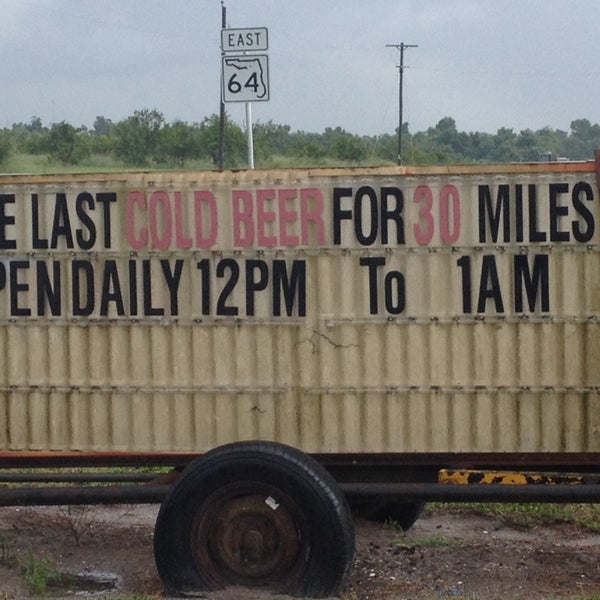 EAST
64
E LAST COLD BEER FOR 30 MILES
PEN DAILY 12PM To 1AM